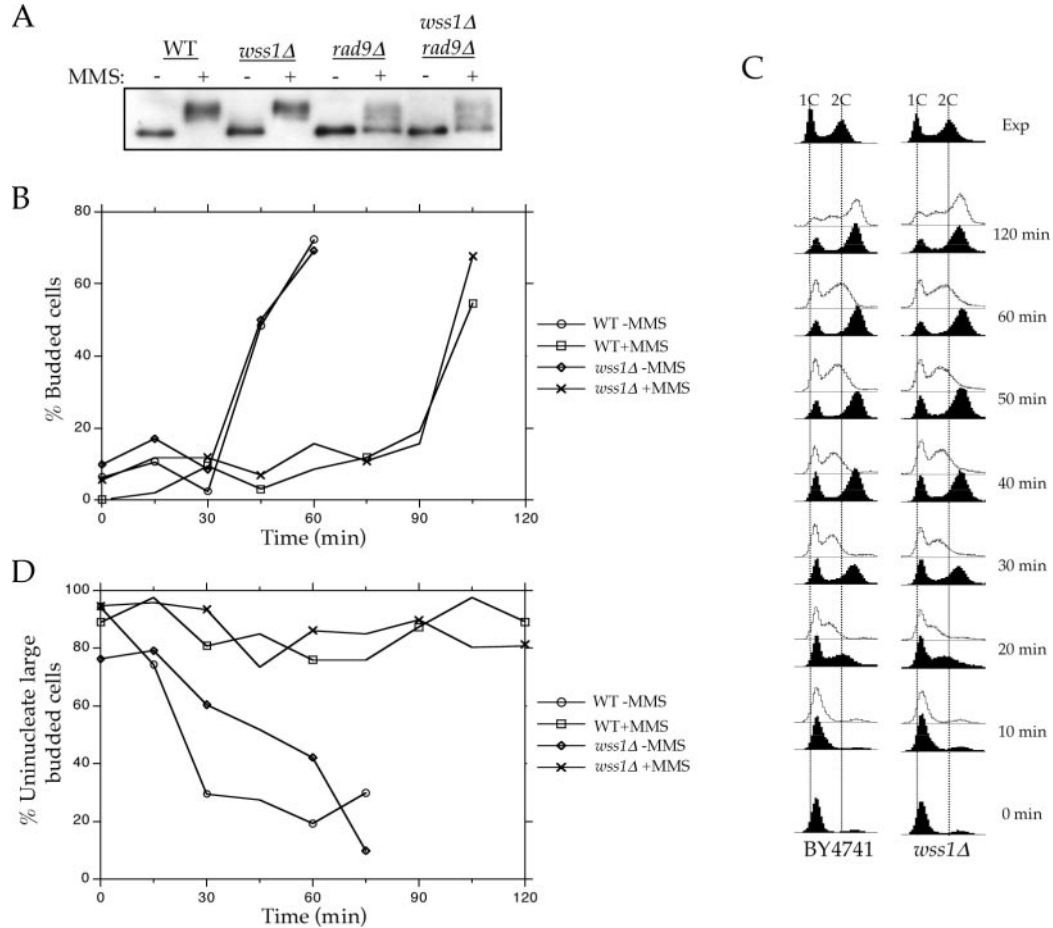 A
WT wss1Δ rad9Δ wss1Δ rad9Δ
MMS: - + - + - + - +
B
% Budded cells
80
60
40
20
0
0 30 60 90 120
Time (min)
WT -MMS
WT+MMS
wss1Δ -MMS
wss1Δ +MMS
C
1C 2C 1C 2C
Exp
120 min
60 min
50 min
40 min
30 min
20 min
10 min
0 min
BY4741 wss1Δ
D
% Uninucleate large
budded cells
100
80
60
40
20
0
0 30 60 90 120
Time (min)
WT -MMS
WT+MMS
wss1Δ -MMS
wss1Δ +MMS